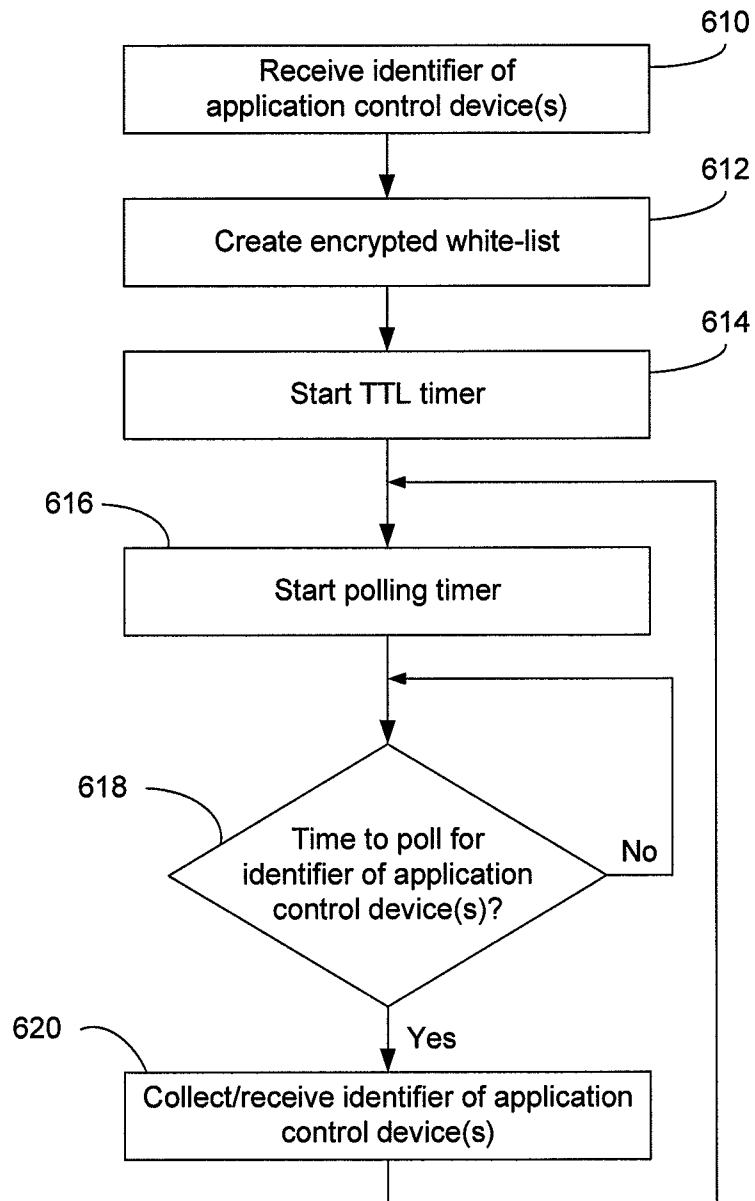 610
Receive identifier of
application control device(s)
612
Create encrypted white-list
614
Start TTL timer
616
Start polling timer
618
Time to poll for
identifier of application
control device(s)?
No
Yes
620
Collect/receive identifier of application
control device(s)